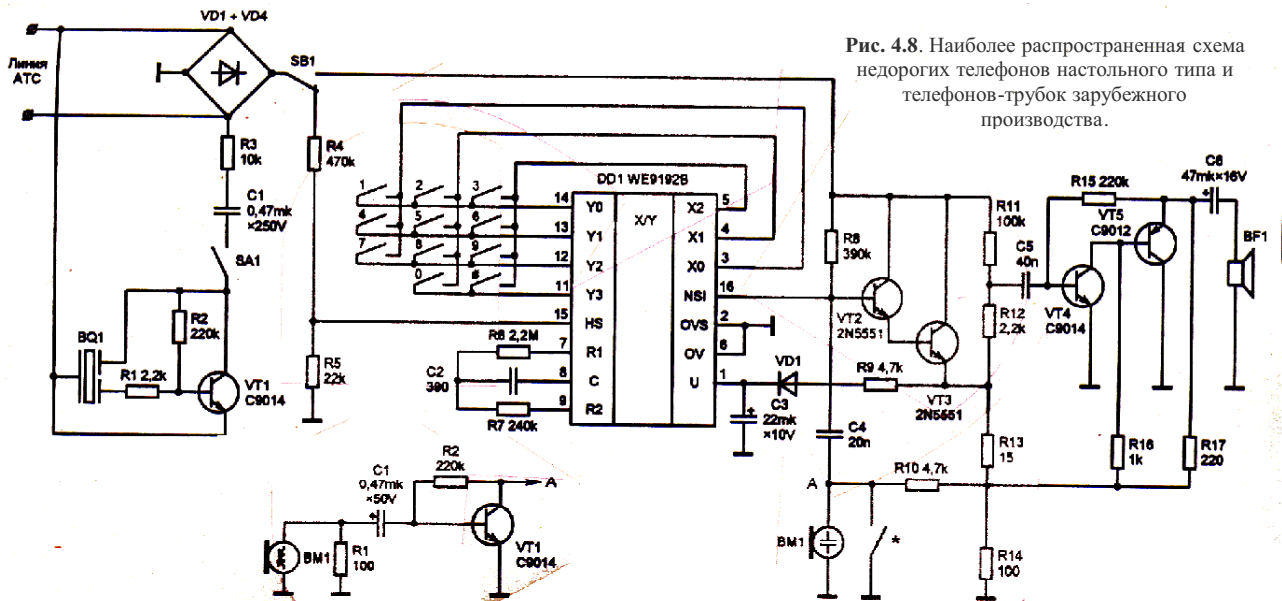 Рис. 4.8. Наиболее распространенная схема
недорогих телефонов настольного типа и
телефонов-трубок зарубежного
производства.
VD1 + VD4
SB1
Линия
АТС
R3
10k
R4
470k
C1
0,47mk
×250V
SA1
R2
220k
BQ1
R1 2,2k
VT1
C9014
R5
22k
1
2
3
4
5
6
7
8
9
0
#
DD1 WE9192B
X/Y
14
Y0
13
Y1
12
Y2
11
Y3
15
HS
7
R1
8
C
9
R2
X2
5
X1
4
X0
3
NSI
16
OVS
2
OV
6
U
1
R6 2,2M
C2
390
R7 240k
C3
22mk
×10V
VD1
R9 4,7k
R8
390k
VT2
2N5551
VT3
2N5551
C4
20n
R11
100k
R12
2,2k
C5
40n
R13
15
R15 220k
VT4
C9014
VT5
C9012
C6
47mk×16V
BF1
R16
1k
R17
220
A
R10 4,7k
BM1
*
R14
100
BM1
R1
100
C1
0,47mk
×50V
R2
220k
VT1
C9014
A